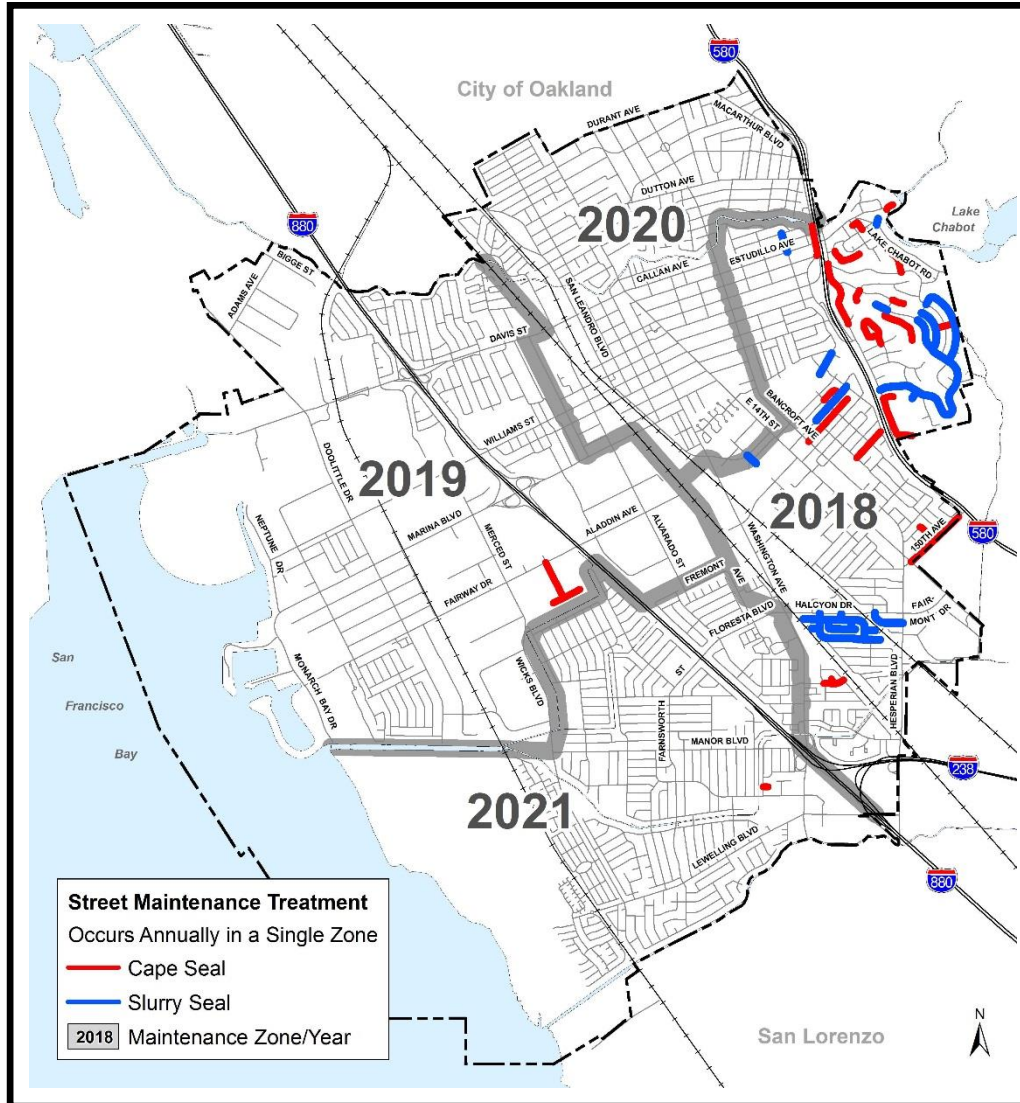 580
City of Oakland
DURANT AVE
MACARTHUR BLVD
DUTTON AVE
2020
Lake
Chabot
880
LAKE CHABOT RD
ESTUDILLO AVE
BIGGE ST
CALLAN AVE
ADAMS AVE
SAN LEANDRO BLVD
DAVIS ST
BANCROFT AVE
E 14TH ST
WILLIAMS ST
DOOLITTLE DR
2019
2018
NEPTUNE DR
MARINA BLVD
MERCED ST
ALADDIN AVE
ALVARADO ST
WASHINGTON AVE
150TH AVE
580
FAIRWAY DR
FREMONT AVE
HALCYON DR
FAIR-
MONT DR
FLORESTA BLVD
San
Francisco
Bay
MONARCH BAY DR
WICKS BLVD
FARNSWORTH ST
HESPERIAN BLVD
MANOR BLVD
238
2021
LEWELLING BLVD
880
Street Maintenance Treatment
Occurs Annually in a Single Zone
Cape Seal
Slurry Seal
2018 Maintenance Zone/Year
San Lorenzo
N